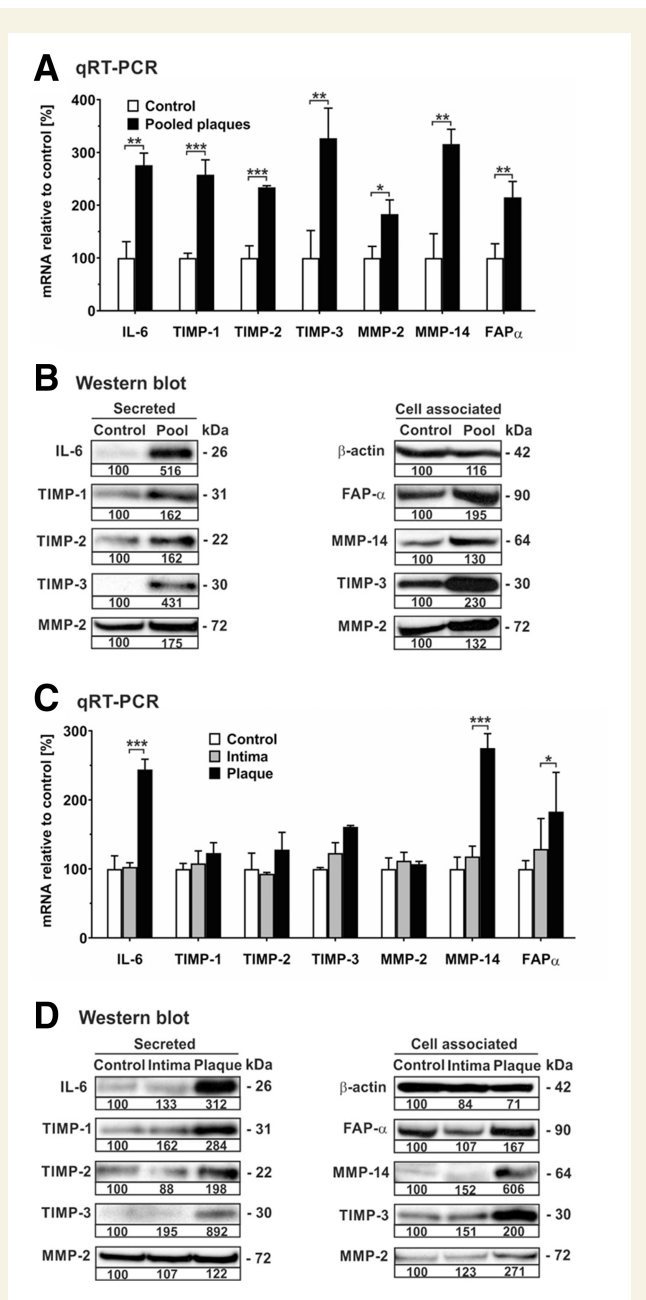 A qRT-PCR
mRNA relative to control [%]
400
300
200
100
0
Control
Pooled plaques
** *** *** ** * ** **
IL-6 TIMP-1 TIMP-2 TIMP-3 MMP-2 MMP-14 FAPα
B Western blot
Secreted
Control Pool kDa
IL-6 - 26
100 516
TIMP-1 - 31
100 162
TIMP-2 - 22
100 162
TIMP-3 - 30
100 431
MMP-2 - 72
100 175
Cell associated
Control Pool kDa
β-actin - 42
100 116
FAP-α - 90
100 195
MMP-14 - 64
100 130
TIMP-3 - 30
100 230
MMP-2 - 72
100 132
C qRT-PCR
mRNA relative to control [%]
300
200
100
0
Control
Intima
Plaque
*** *** *
IL-6 TIMP-1 TIMP-2 TIMP-3 MMP-2 MMP-14 FAPα
D Western blot
Secreted
Control Intima Plaque kDa
IL-6 - 26
100 133 312
TIMP-1 - 31
100 162 284
TIMP-2 - 22
100 88 198
TIMP-3 - 30
100 195 892
MMP-2 - 72
100 107 122
Cell associated
Control Intima Plaque kDa
β-actin - 42
100 84 71
FAP-α - 90
100 107 167
MMP-14 - 64
100 152 606
TIMP-3 - 30
100 151 200
MMP-2 - 72
100 123 271